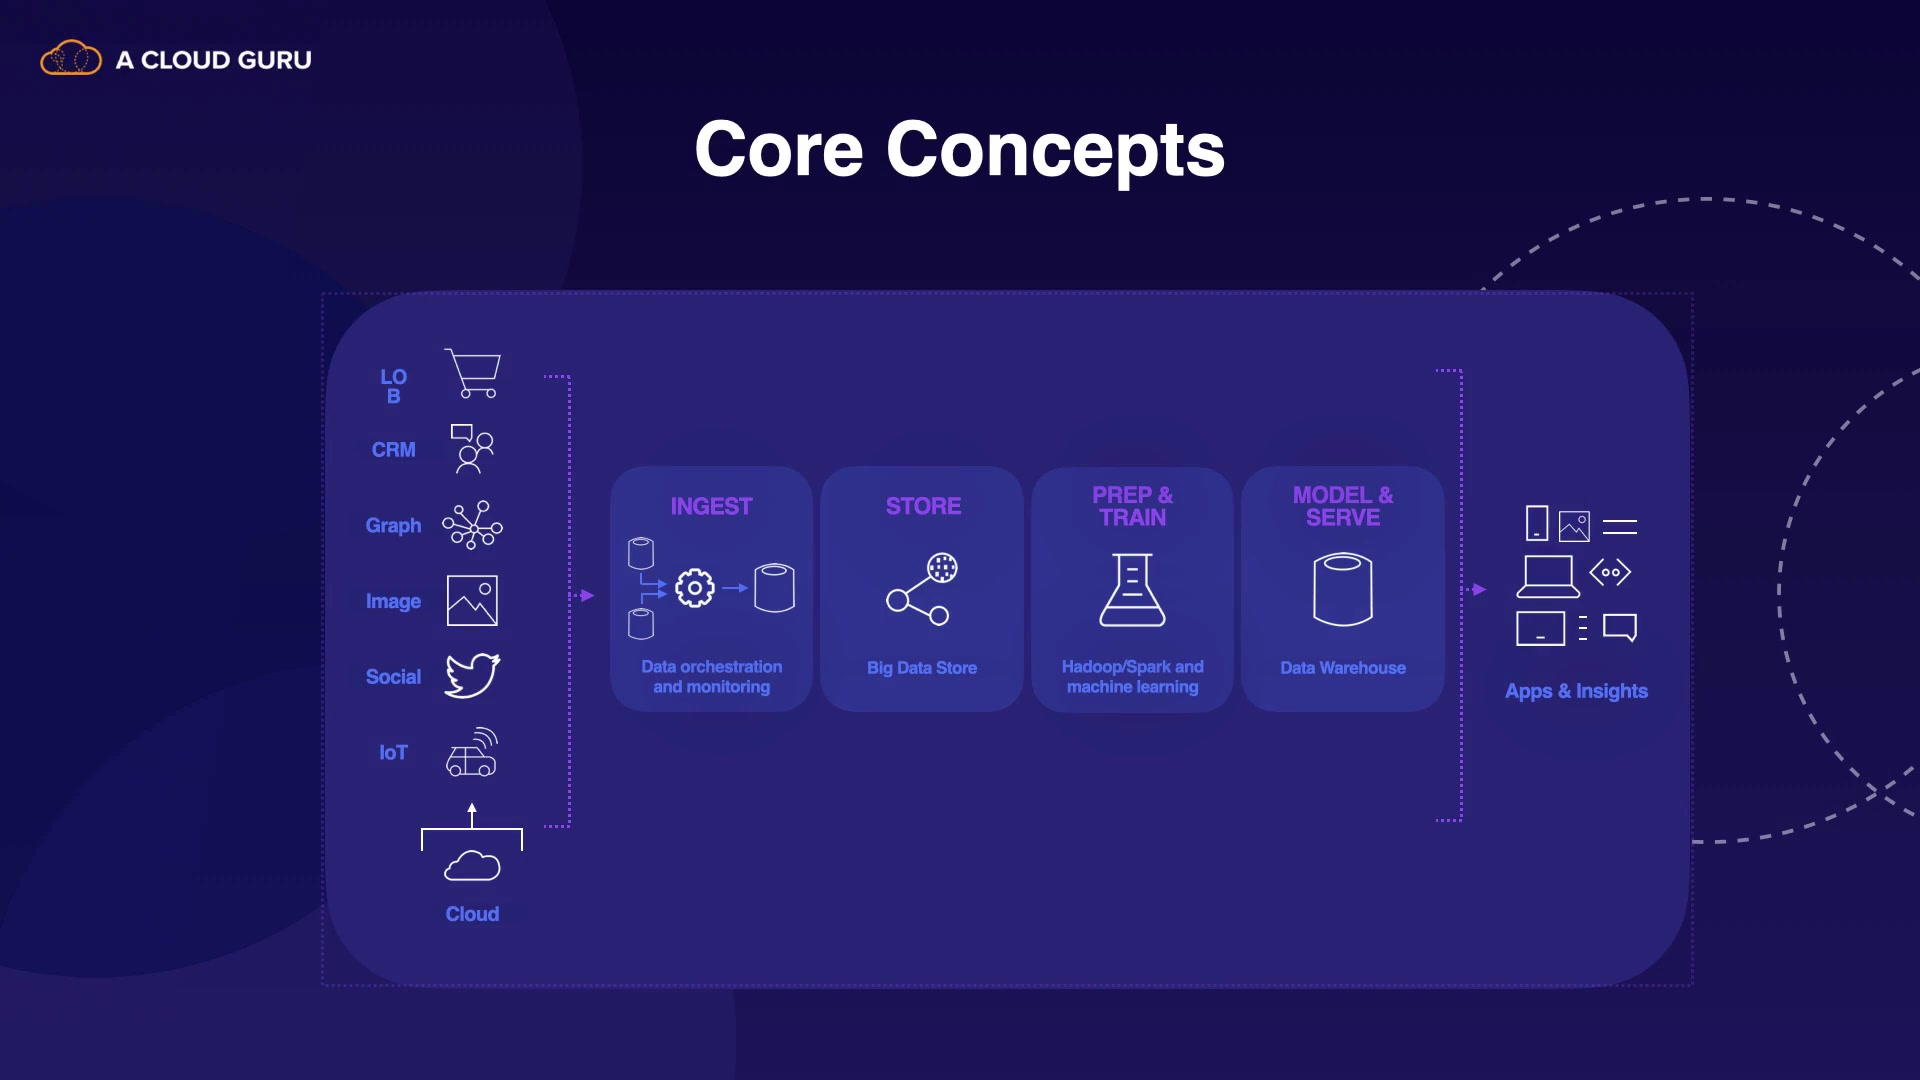 A CLOUD GURU
Core Concepts
LO
B
CRM
Graph
Image
Social
IoT
Cloud
INGEST
Data orchestration
and monitoring
STORE
Big Data Store
PREP &
TRAIN
Hadoop/Spark and
machine learning
MODEL &
SERVE
Data Warehouse
Apps & Insights